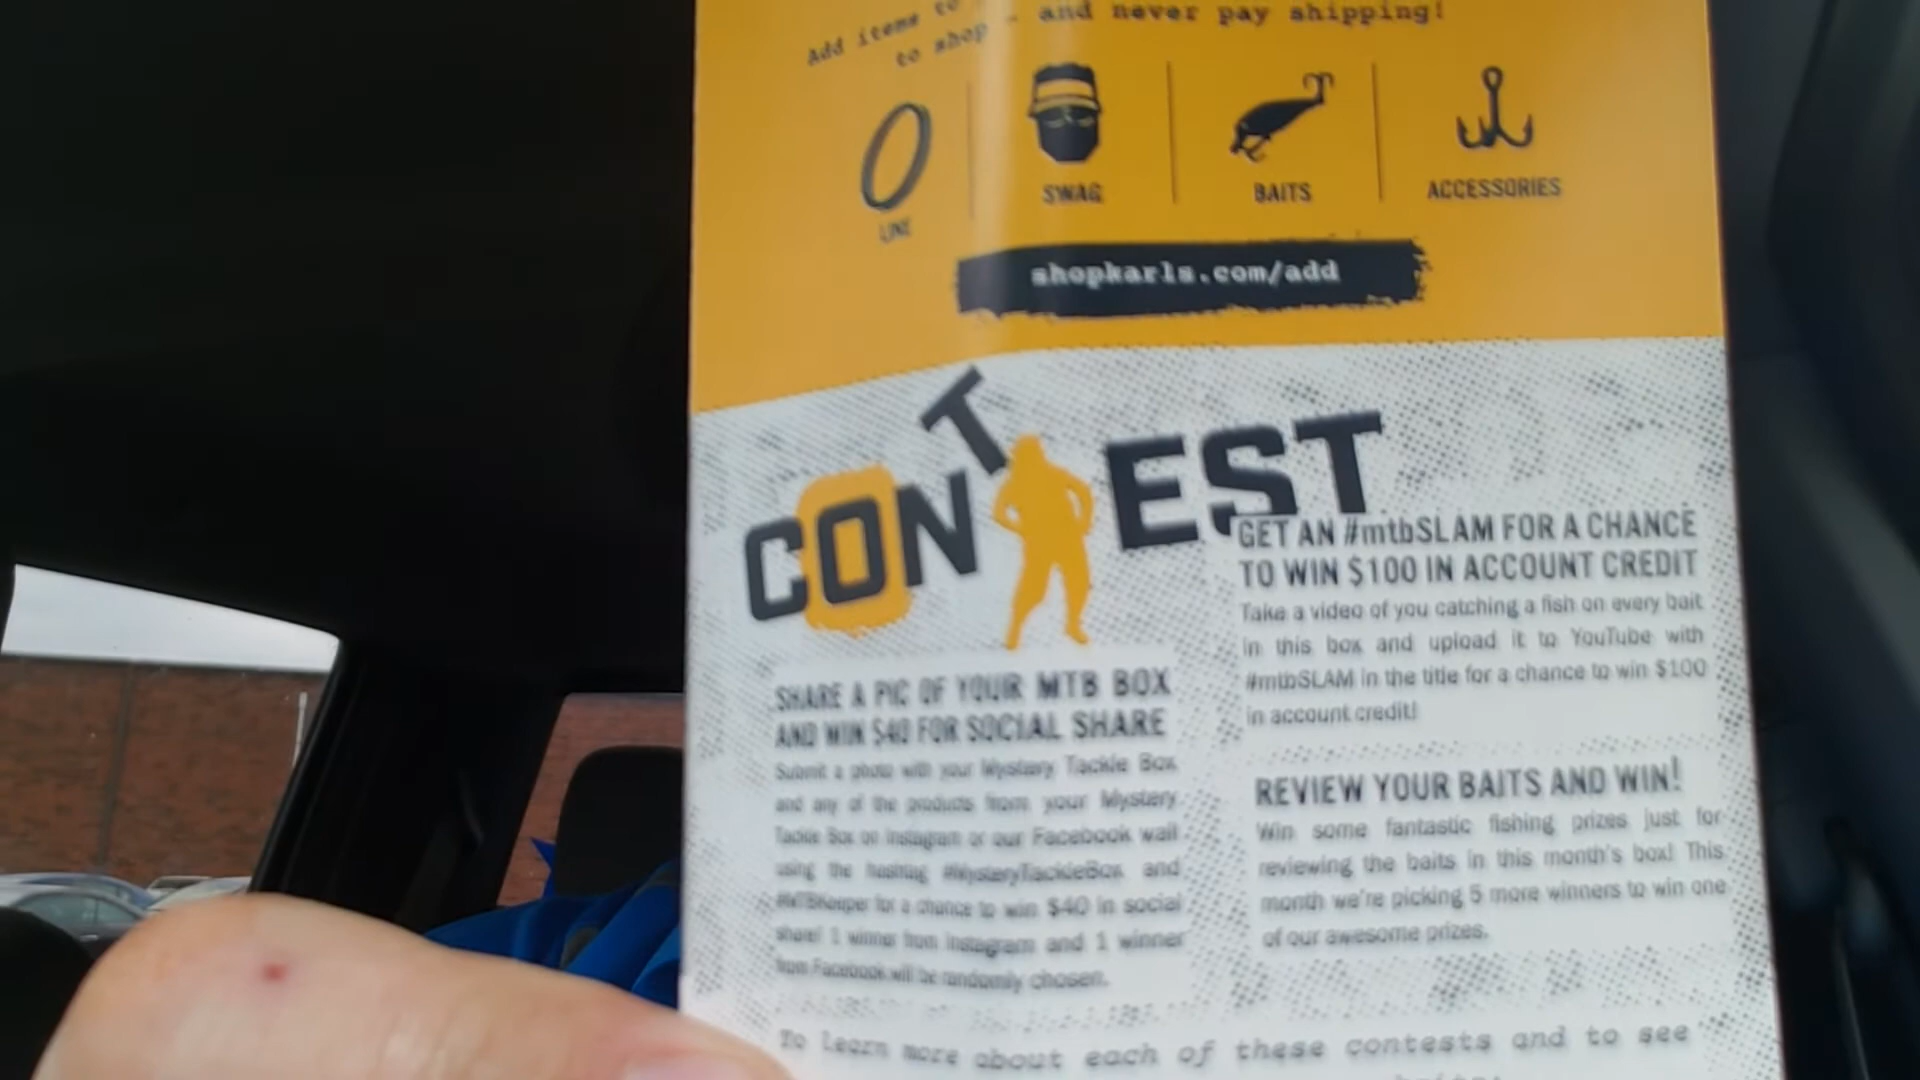 Add items to
to shop and never pay shipping!
LINE
SWAG
BAITS
ACCESSORIES
shopkarls.com/add
CONTEST
SHARE A PIC OF YOUR MTB BOX
AND WIN $40 FOR SOCIAL SHARE
Submit a photo with your Mystery Tackle Box
and any of the products from your Mystery
Tackle Box on Instagram or our Facebook wall
using the hashtag #MysteryTackleBox and
for a chance to win $40 in social
share! 1 winner from Instagram and 1 winner
from Facebook will be randomly chosen.
GET AN #mtbSLAM FOR A CHANCE
TO WIN $100 IN ACCOUNT CREDIT
Take a video of you catching a fish on every bait
in this box and upload it to YouTube with
#mtbSLAM in the title for a chance to win $100
in account credit!
REVIEW YOUR BAITS AND WIN!
Win some fantastic fishing prizes just for
reviewing the baits in this month's box! This
month we're picking 5 more winners to win one
of our awesome prizes.
To learn more about each of these contests and to see